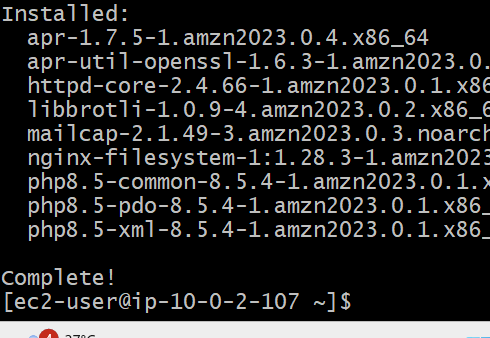 Installed:
apr-1.7.5-1.amzn2023.0.4.x86_64
apr-util-openssl-1.6.3-1.amzn2023.0.
httpd-core-2.4.66-1.amzn2023.0.1.x86
libbrotli-1.0.9-4.amzn2023.0.2.x86_6
mailcap-2.1.49-3.amzn2023.0.3.noarch
nginx-filesystem-1:1.28.3-1.amzn2023
php8.5-common-8.5.4-1.amzn2023.0.1.x
php8.5-pdo-8.5.4-1.amzn2023.0.1.x86_
php8.5-xml-8.5.4-1.amzn2023.0.1.x86_
Complete!
[ec2-user@ip-10-0-2-107 ~]$